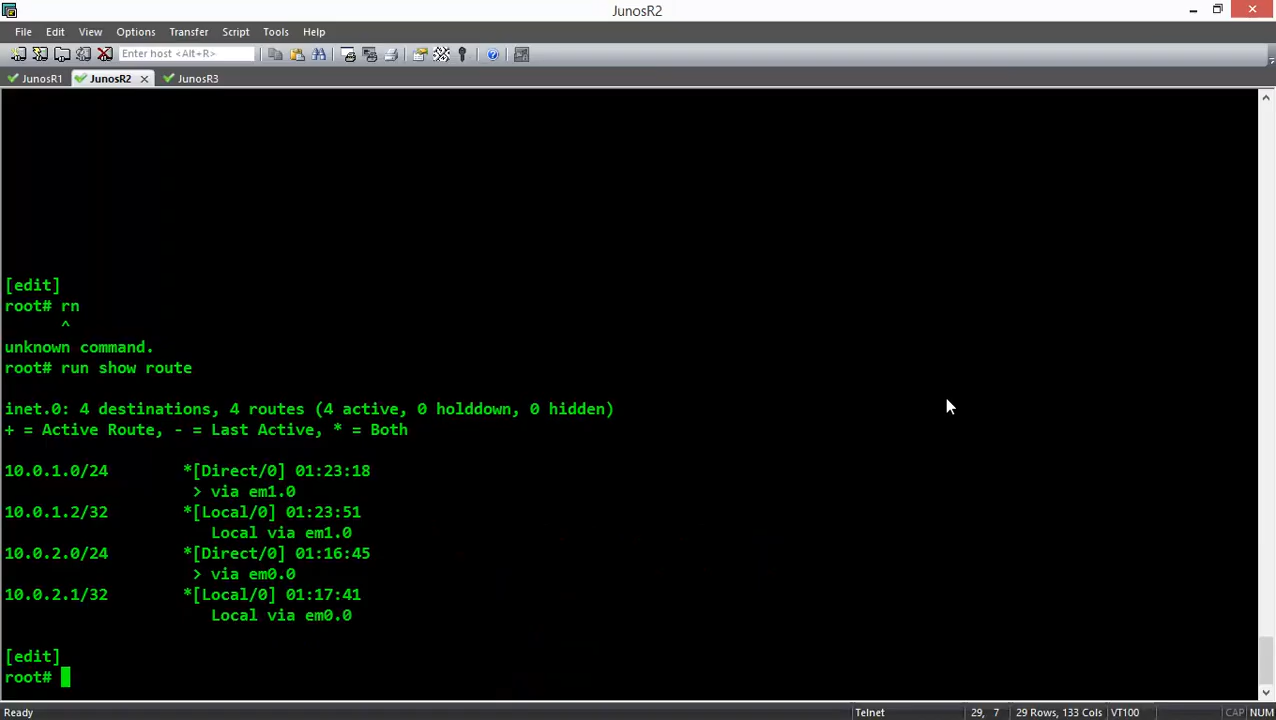 JunosR2
File Edit View Options Transfer Script Tools Help
Enter host <Alt+R>
JunosR1 JunosR2 JunosR3
[edit]
root# rn
^
unknown command.
root# run show route
inet.0: 4 destinations, 4 routes (4 active, 0 holddown, 0 hidden)
+ = Active Route, - = Last Active, * = Both
10.0.1.0/24 *[Direct/0] 01:23:18
> via em1.0
10.0.1.2/32 *[Local/0] 01:23:51
Local via em1.0
10.0.2.0/24 *[Direct/0] 01:16:45
> via em0.0
10.0.2.1/32 *[Local/0] 01:17:41
Local via em0.0
[edit]
root#
Ready Telnet 29, 7 29 Rows, 133 Cols VT100 CAP NUM